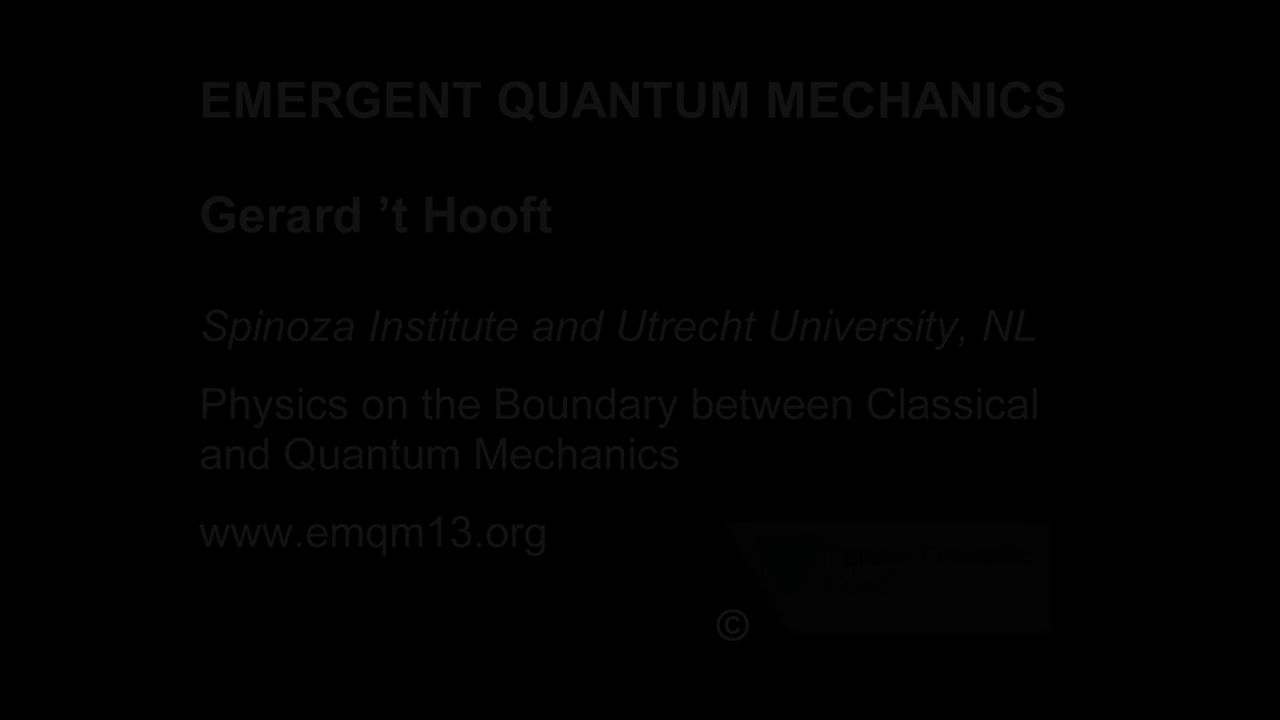 EMERGENT QUANTUM MECHANICS
Gerard ’t Hooft
Spinoza Institute and Utrecht University, NL
Physics on the Boundary between Classical
and Quantum Mechanics
www.emqm13.org
©